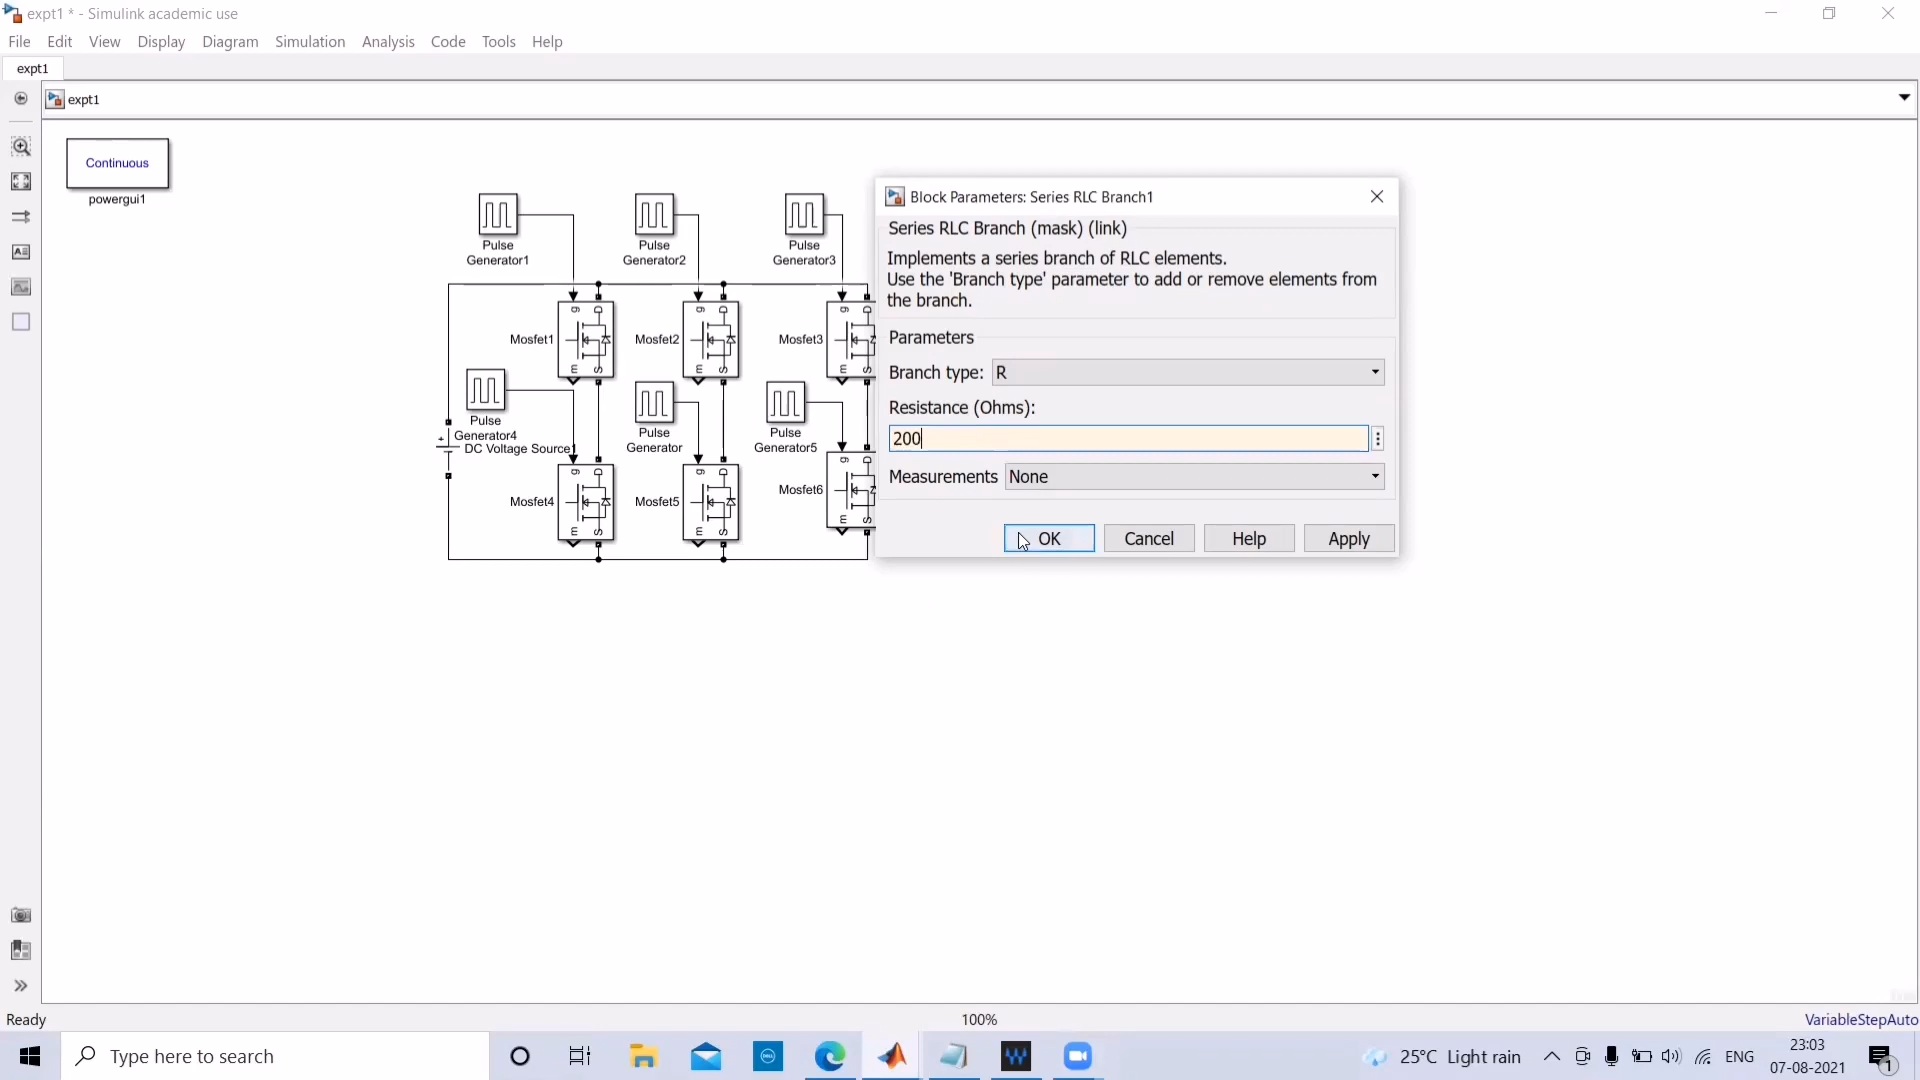 expt1 * - Simulink academic use
File Edit View Display Diagram Simulation Analysis Code Tools Help
expt1
expt1
Continuous
powergui1
Pulse
Generator1
Pulse
Generator2
Pulse
Generator3
g D
g D
g D
Mosfet1
Mosfet2
Mosfet3
m S
m S
m S
Pulse
Generator4
Pulse
Generator
Pulse
Generator5
+
DC Voltage Source1
g D
g D
g D
Mosfet4
Mosfet5
Mosfet6
m S
m S
m S
Block Parameters: Series RLC Branch1
Series RLC Branch (mask) (link)
Implements a series branch of RLC elements.
Use the 'Branch type' parameter to add or remove elements from
the branch.
Parameters
Branch type: R
Resistance (Ohms):
200
Measurements None
OK Cancel Help Apply
Ready
100%
VariableStepAuto
Type here to search
DELL
25°C Light rain
ENG
23:03
07-08-2021
1